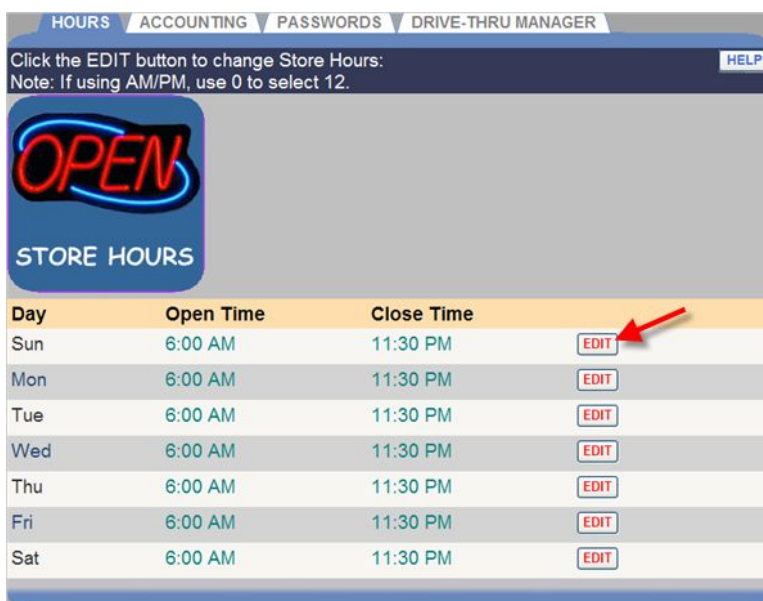 HOURS ACCOUNTING PASSWORDS DRIVE-THRU MANAGER
Click the EDIT button to change Store Hours:
HELP
Note: If using AM/PM, use 0 to select 12.
OPEN
STORE HOURS
Day Open Time Close Time
Sun 6:00 AM 11:30 PM EDIT
Mon 6:00 AM 11:30 PM EDIT
Tue 6:00 AM 11:30 PM EDIT
Wed 6:00 AM 11:30 PM EDIT
Thu 6:00 AM 11:30 PM EDIT
Fri 6:00 AM 11:30 PM EDIT
Sat 6:00 AM 11:30 PM EDIT